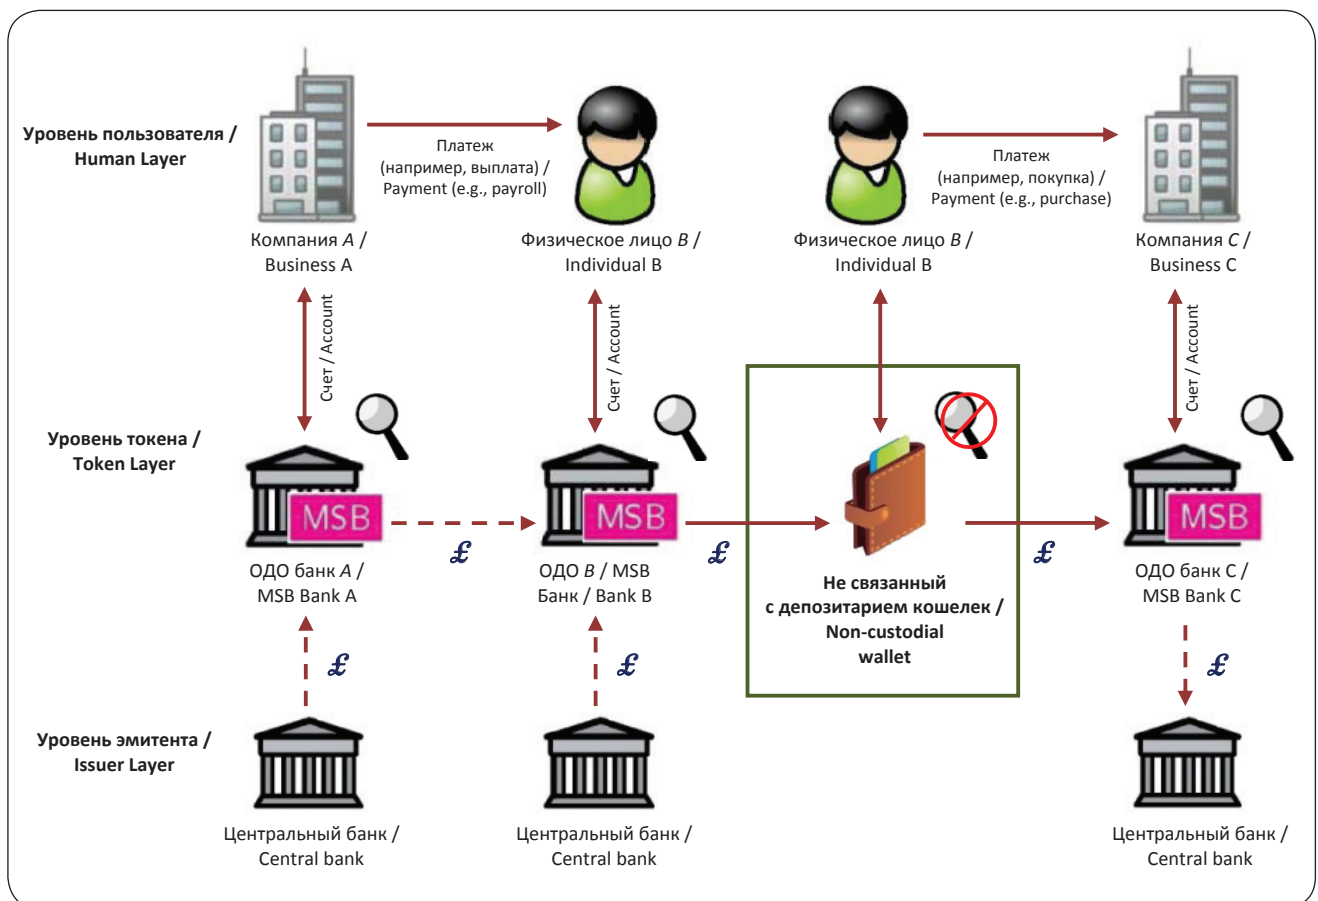 Уровень пользователя /
Human Layer
Платеж
(например, выплата) /
Payment (e.g., payroll)
Платеж
(например, покупка) /
Payment (e.g., purchase)
Компания A /
Business A
Физическое лицо B /
Individual B
Физическое лицо B /
Individual B
Компания C /
Business C
Счет / Account
Счет / Account
Счет / Account
Уровень токена /
Token Layer
MSB
MSB
MSB
£
£
£
ОДО банк A /
MSB Bank A
ОДО B / MSB
Банк / Bank B
Не связанный
с депозитарием кошелек /
Non-custodial
wallet
ОДО банк C /
MSB Bank C
£
£
£
Уровень эмитента /
Issuer Layer
Центральный банк /
Central bank
Центральный банк /
Central bank
Центральный банк /
Central bank